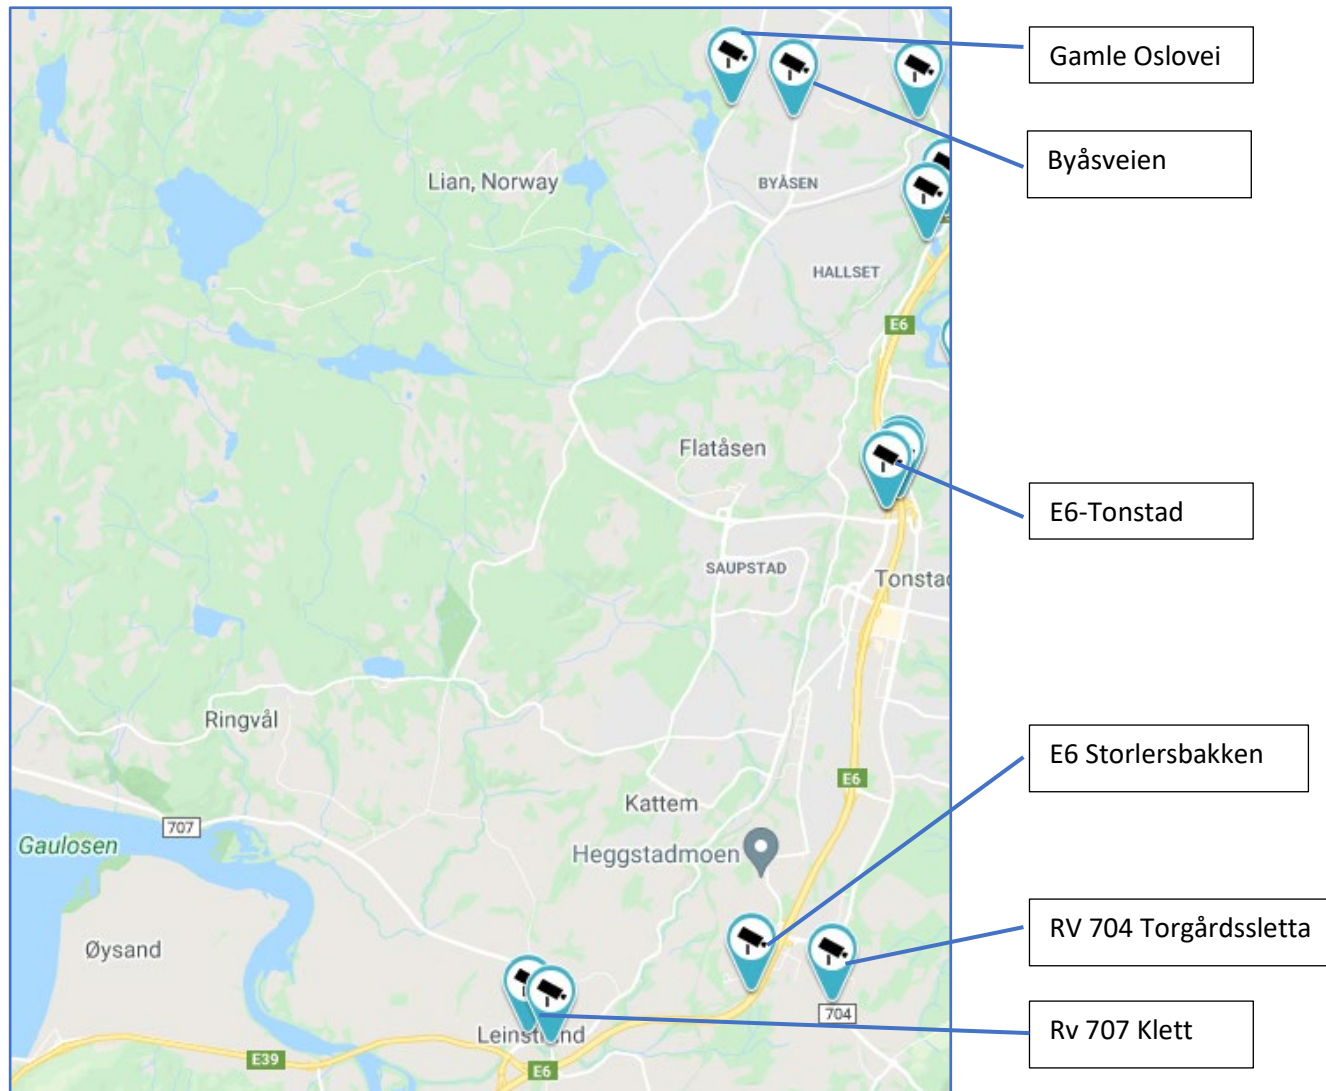 Gamle Oslovei
Byåsveien
Lian, Norway
BYÅSEN
HALLSET
E6
Flatåsen
E6-Tonstad
SAUPSTAD
Tonstad
Ringvål
E6 Storlersbakken
E6
Kattem
707
Gaulosen
Heggstadmoen
RV 704 Torgårdssletta
Øysand
704
Rv 707 Klett
Leinstrand
E39
E6